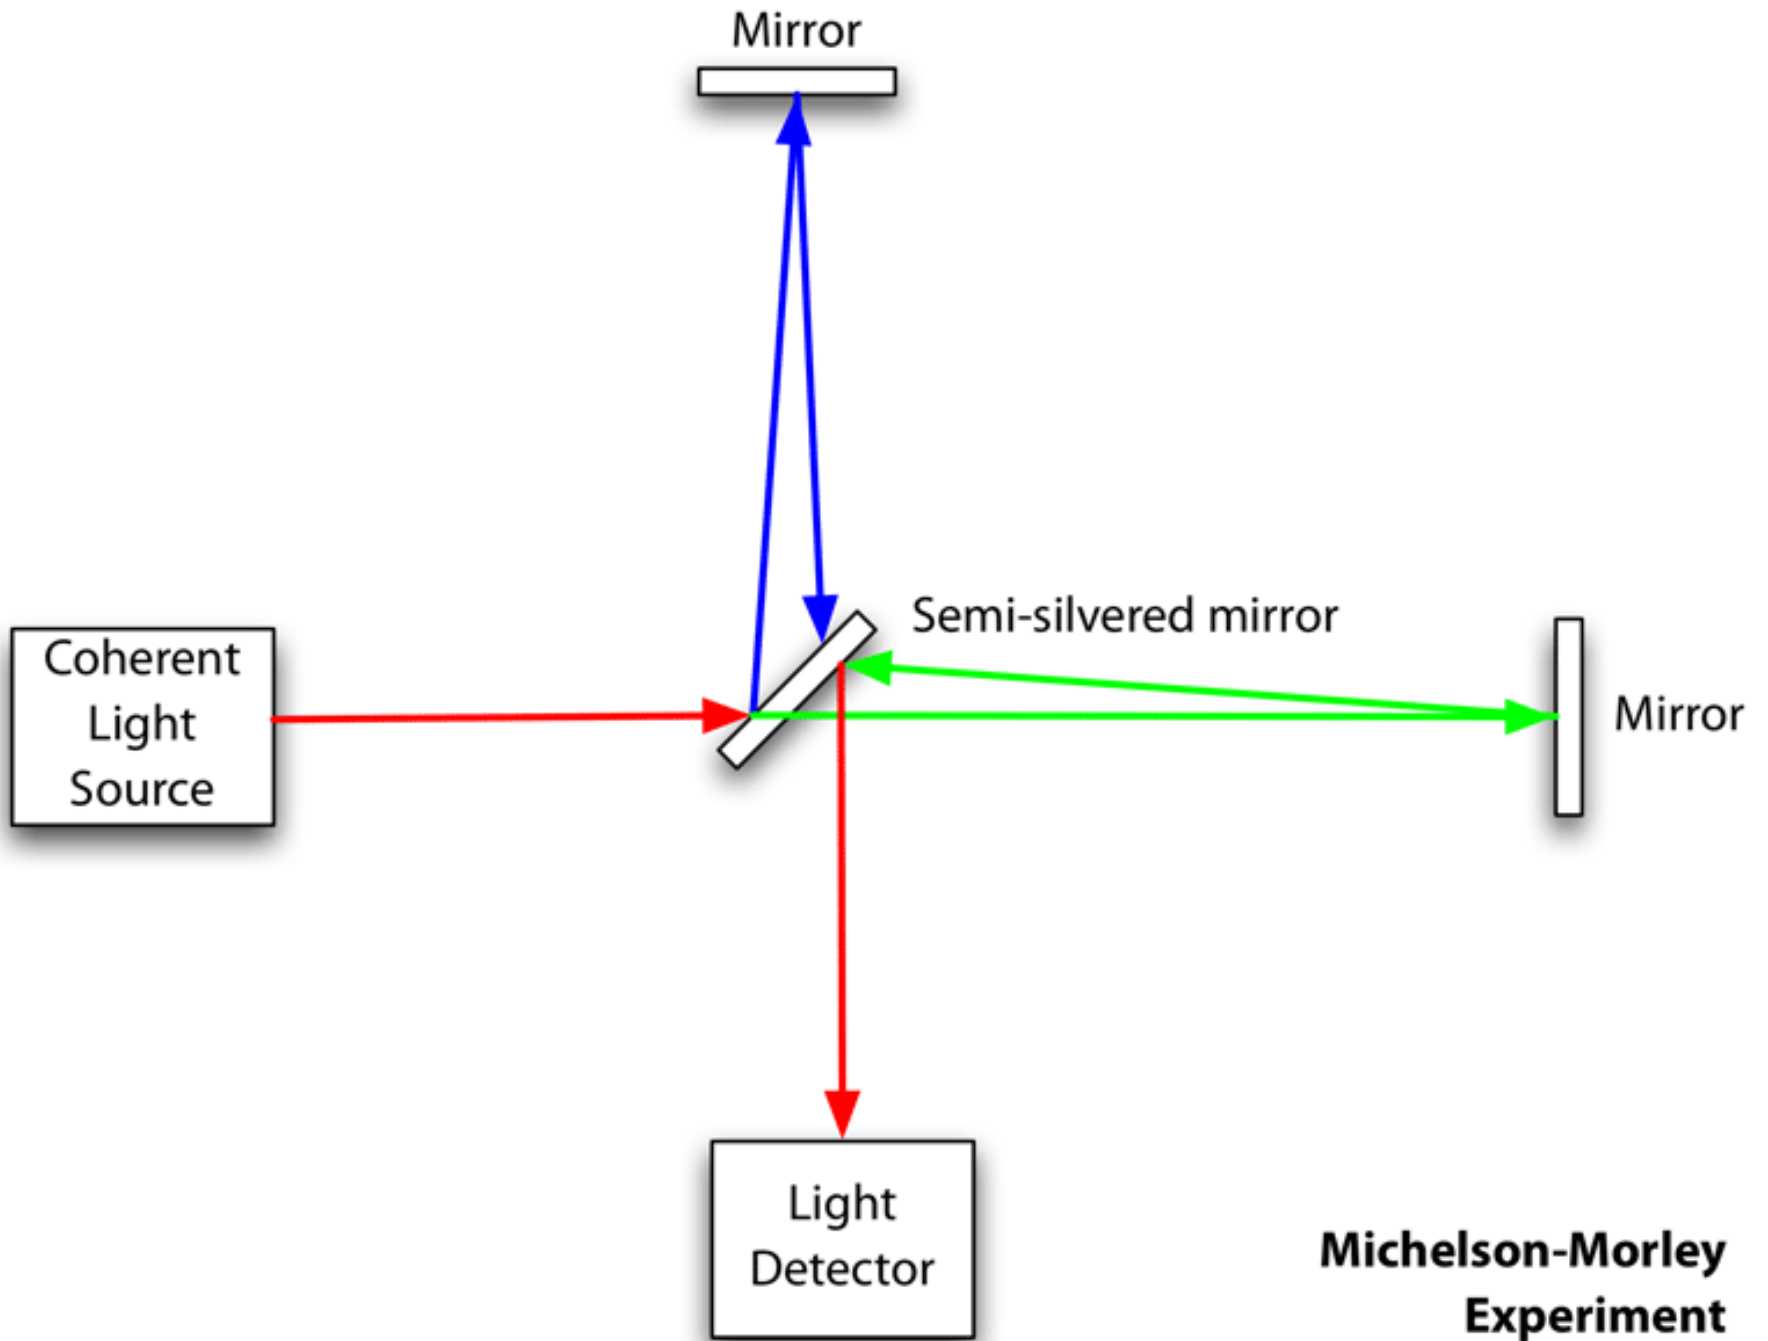 Mirror
Semi-silvered mirror
Coherent
Light
Source
Mirror
Light
Detector
Michelson-Morley
Experiment